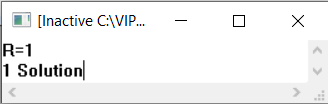 [Inactive C:\VIP...
R=1
1 Solution